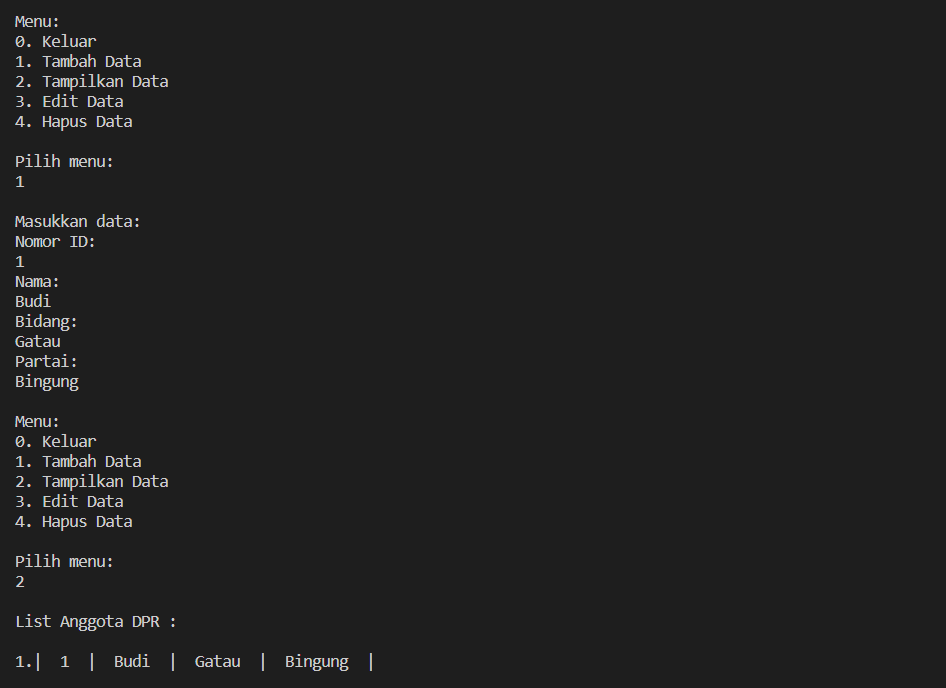 Menu:
0. Keluar
1. Tambah Data
2. Tampilkan Data
3. Edit Data
4. Hapus Data
Pilih menu:
1
Masukkan data:
Nomor ID:
1
Nama:
Budi
Bidang:
Gatau
Partai:
Bingung
Menu:
0. Keluar
1. Tambah Data
2. Tampilkan Data
3. Edit Data
4. Hapus Data
Pilih menu:
2
List Anggota DPR :
1.|  1  |  Budi  |  Gatau  |  Bingung  |